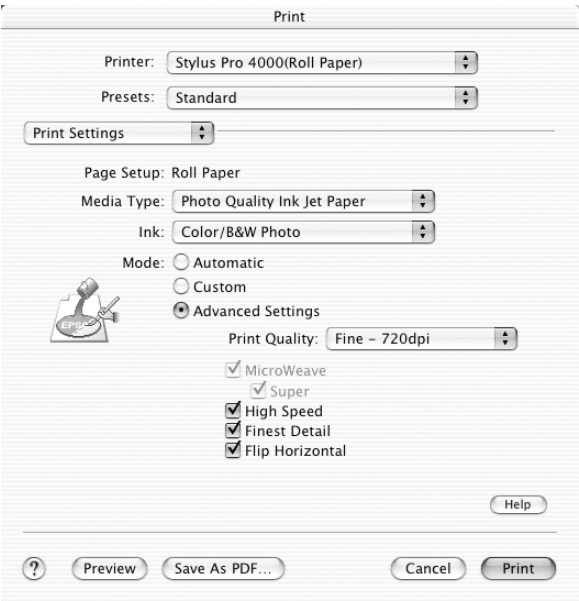 Print
Printer: Stylus Pro 4000(Roll Paper)
Presets: Standard
Print Settings
Page Setup: Roll Paper
Media Type: Photo Quality Ink Jet Paper
Ink: Color/B&W Photo
Mode: Automatic
Custom
Advanced Settings
EPSO
Print Quality: Fine – 720dpi
MicroWeave
Super
High Speed
Finest Detail
Flip Horizontal
Help
? Preview Save As PDF... Cancel Print